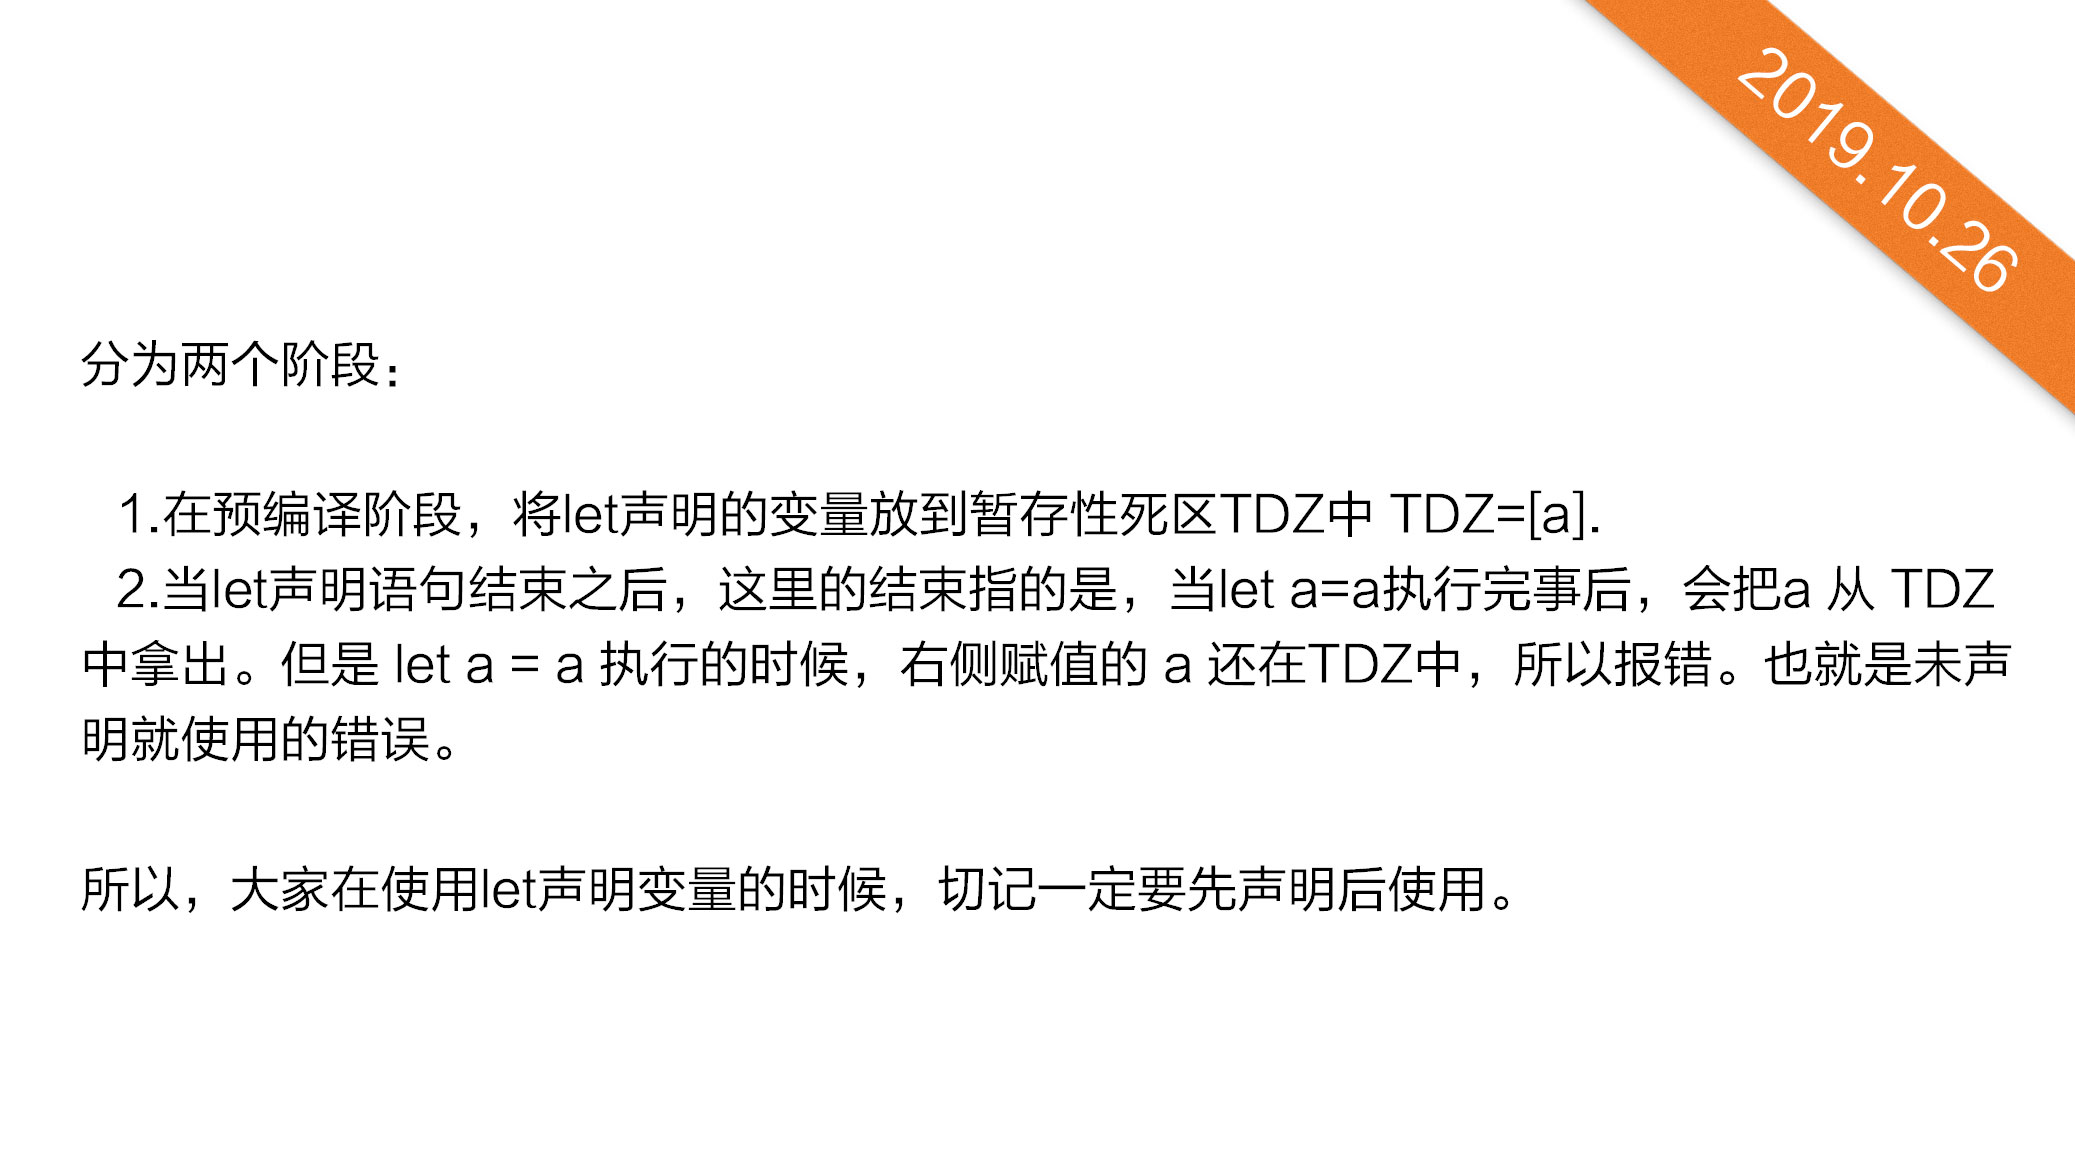 2019.10.26
分为两个阶段：
1.在预编译阶段，将let声明的变量放到暂存性死区TDZ中 TDZ=[a].
2.当let声明语句结束之后，这里的结束指的是，当let a=a执行完事后，会把a 从 TDZ
中拿出。但是 let a = a 执行的时候，右侧赋值的 a 还在TDZ中，所以报错。也就是未声
明就使用的错误。
所以，大家在使用let声明变量的时候，切记一定要先声明后使用。